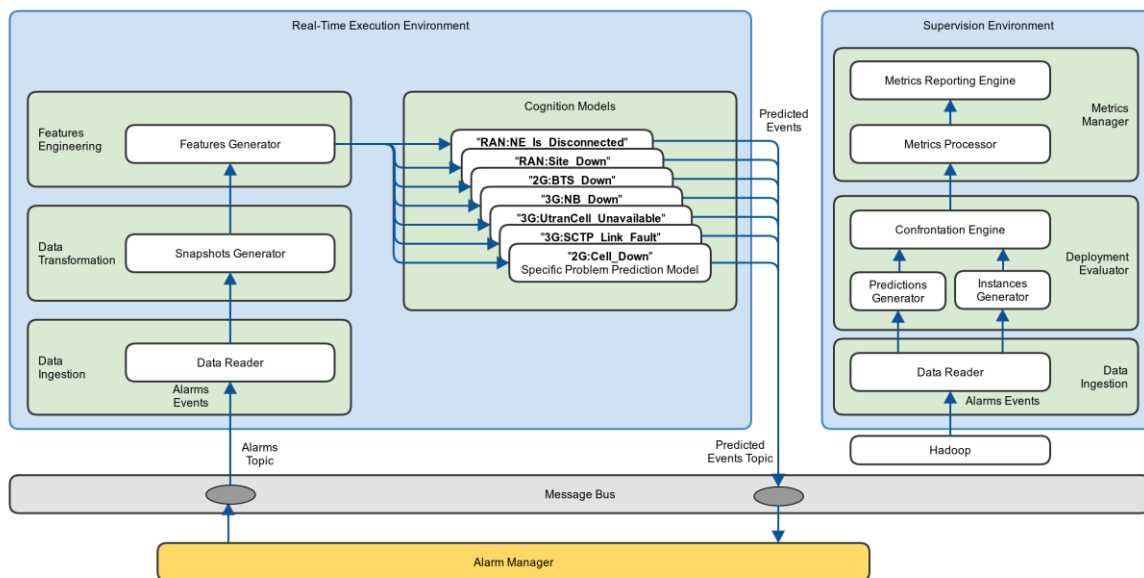 Real-Time Execution Environment
Features
Engineering
Features Generator
Data
Transformation
Snapshots Generator
Data
Ingestion
Data Reader
Alarms
Events
Cognition Models
"RAN:NE_Is_Disconnected"
"RAN:Site_Down"
"2G:BTS_Down"
"3G:NB_Down"
"3G:UtranCell_Unavailable"
"3G:SCTP_Link_Fault"
"2G:Cell_Down"
Specific Problem Prediction Model
Predicted
Events
Alarms
Topic
Predicted
Events Topic
Supervision Environment
Metrics Reporting Engine
Metrics
Manager
Metrics Processor
Confrontation Engine
Deployment
Evaluator
Predictions
Generator
Instances
Generator
Data Reader
Data
Ingestion
Alarms Events
Hadoop
Message Bus
Alarm Manager